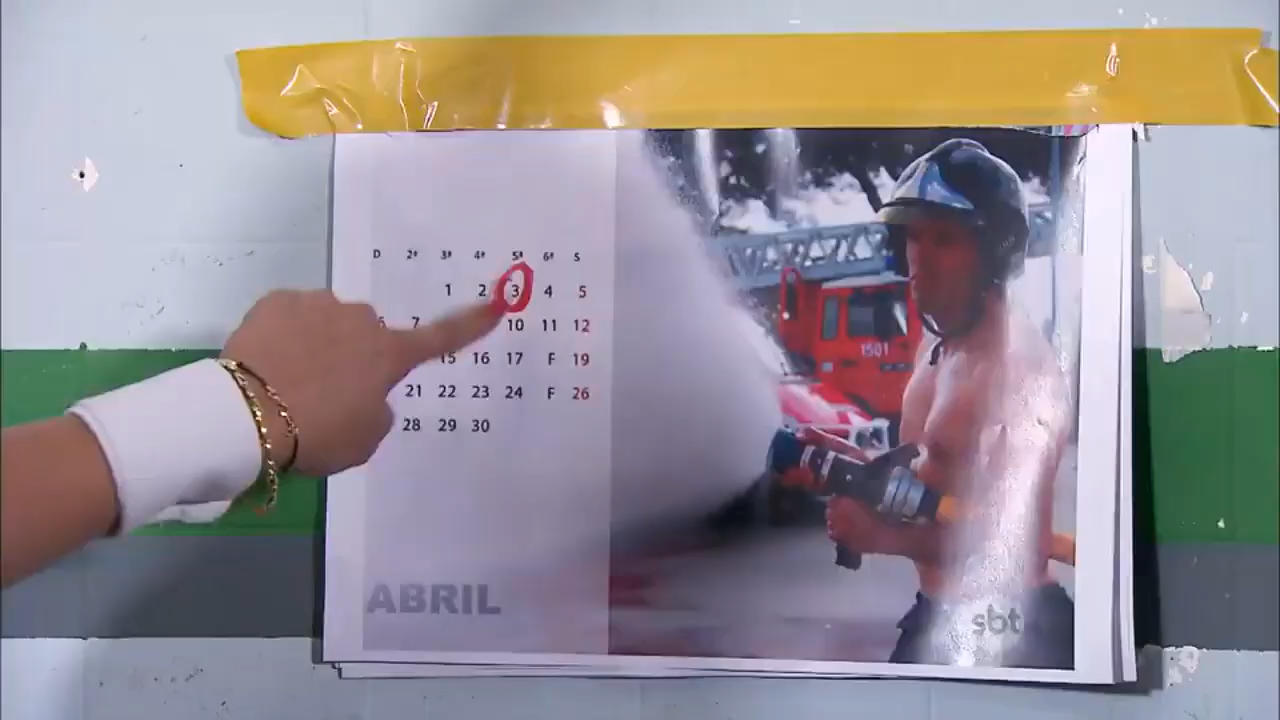 D 2ª 3ª 4ª 5ª 6ª S
1 2 3 4 5
6 7 10 11 12
15 16 17 F 19
21 22 23 24 F 26
28 29 30
ABRIL
1501
sbt